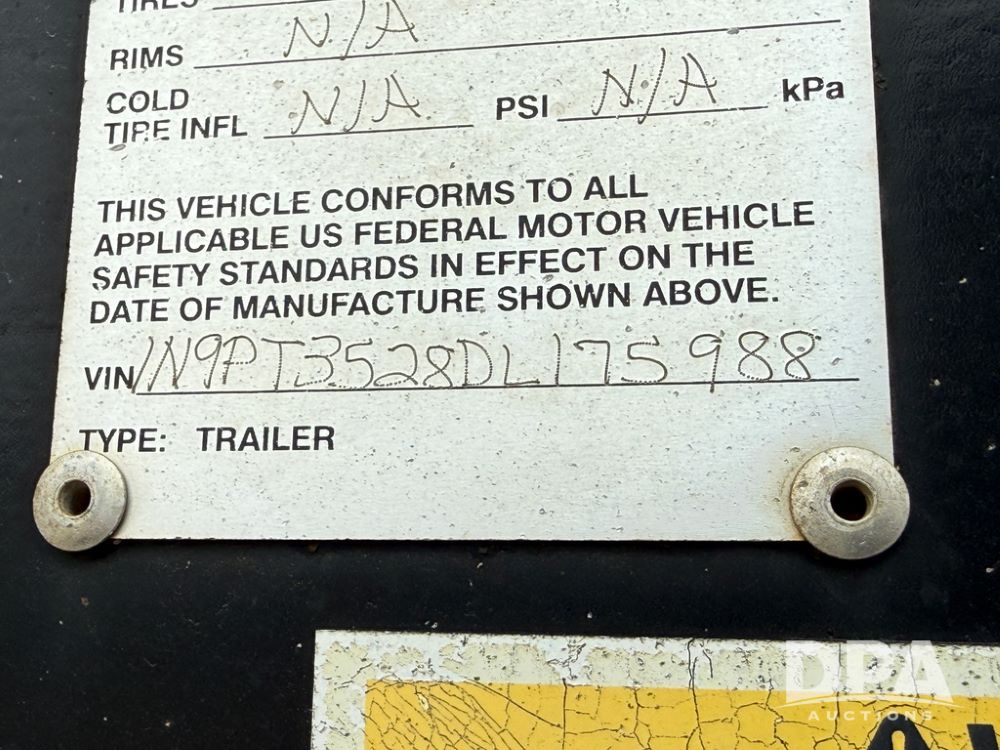 TIRES
RIMS N/A
COLD
TIRE INFL N/A PSI N/A kPa
THIS VEHICLE CONFORMS TO ALL
APPLICABLE US FEDERAL MOTOR VEHICLE
SAFETY STANDARDS IN EFFECT ON THE
DATE OF MANUFACTURE SHOWN ABOVE.
VIN 1N9PT3528DL175988
TYPE: TRAILER
DPA
AUCTIONS